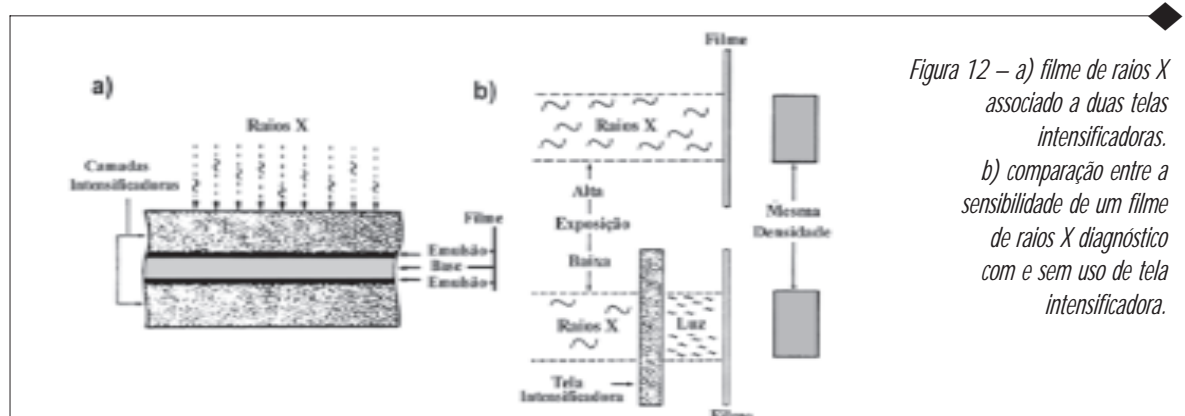 a)
Raios X
Camadas
Intensificadoras
Filme
Emulsão
Base
Emulsão
b)
Filme
Raios X
Alta
Exposição
Baixa
Raios X
Luz
Tela
Intensificadora
Filme
Mesma
Densidade
Figura 12 – a) filme de raios X
associado a duas telas
intensificadoras.
b) comparação entre a
sensibilidade de um filme
de raios X diagnóstico
com e sem uso de tela
intensificadora.